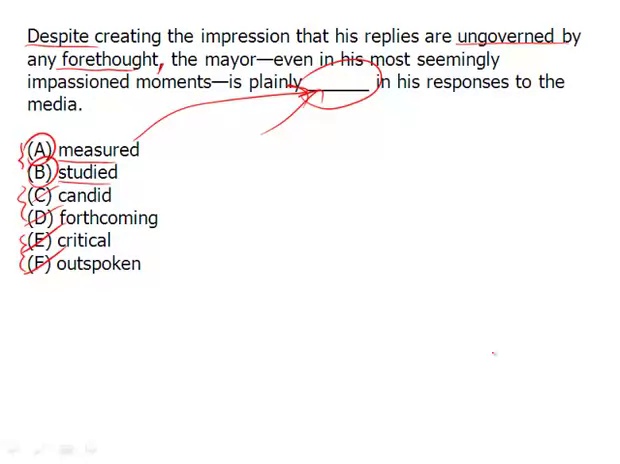 Despite creating the impression that his replies are ungoverned by
any forethought, the mayor—even in his most seemingly
impassioned moments—is plainly ________ in his responses to the
media.
(A) measured
(B) studied
(C) candid
(D) forthcoming
(E) critical
(F) outspoken